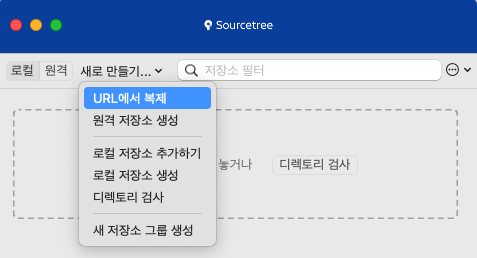 Sourcetree
로컬 원격 새로 만들기... 저장소 필터
URL에서 복제
원격 저장소 생성
로컬 저장소 추가하기
놓거나 디렉토리 검사
로컬 저장소 생성
디렉토리 검사
새 저장소 그룹 생성